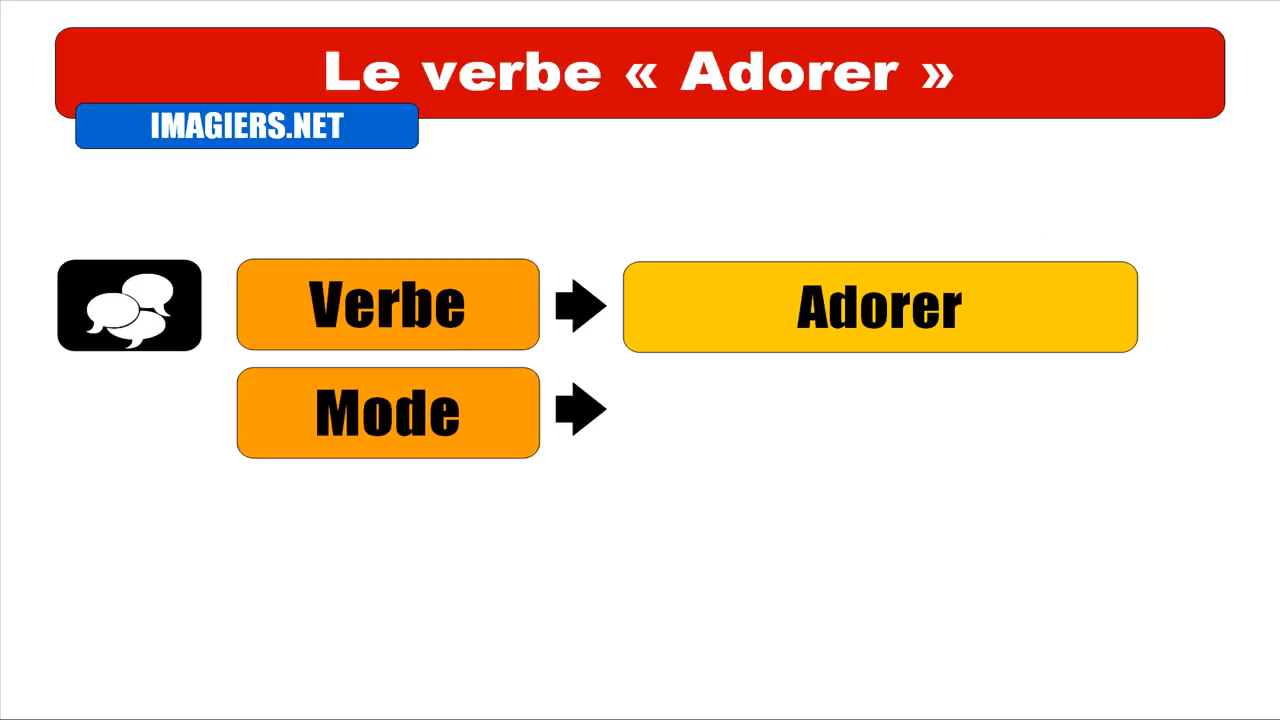 Le verbe « Adorer »
IMAGIERS.NET
Verbe
Adorer
Mode